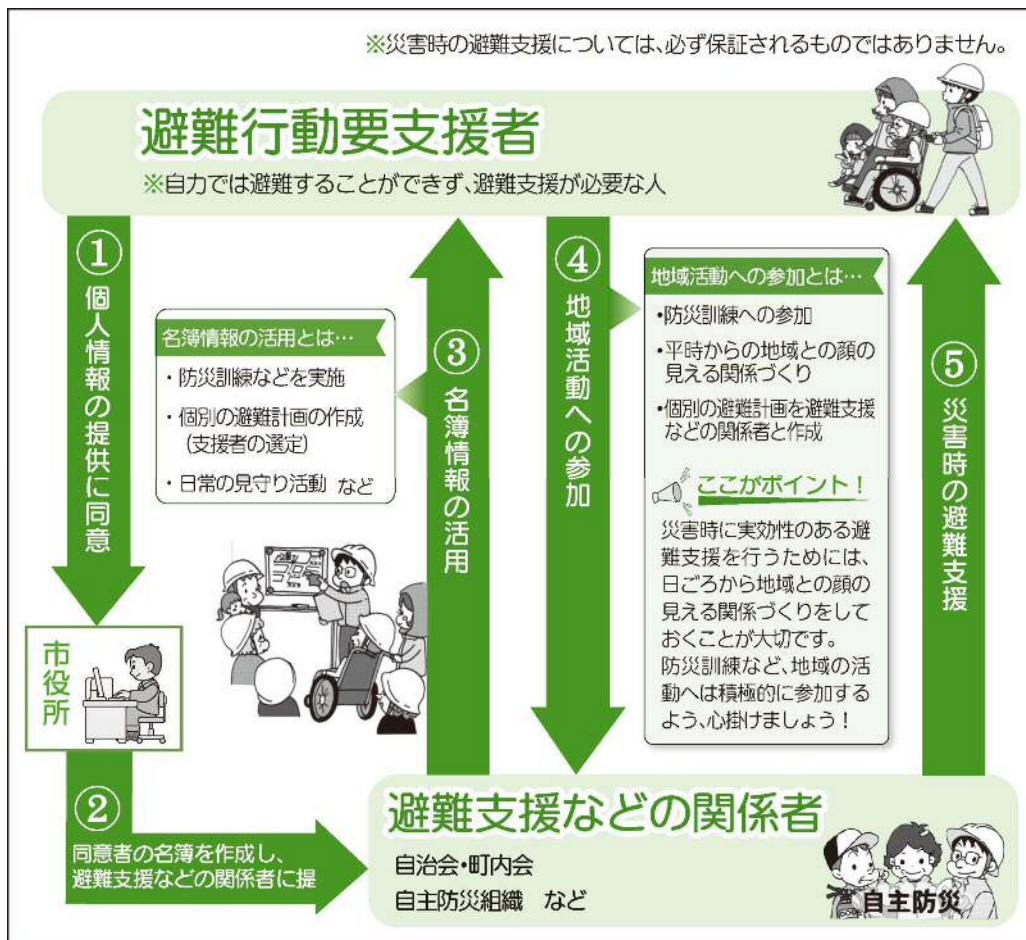 ※災害時の避難支援については、必ず保証されるものではありません。
避難行動要支援者
※自力では避難することができず、避難支援が必要な人
① 個人情報の提供に同意
市役所
② 同意者の名簿を作成し、
避難支援などの関係者に提
③ 名簿情報の活用
名簿情報の活用とは…
・防災訓練などを実施
・個別の避難計画の作成
(支援者の選定)
・日常の見守り活動 など
④ 地域活動への参加
地域活動への参加とは…
・防災訓練への参加
・平時からの地域との顔の
見える関係づくり
・個別の避難計画を避難支援
などの関係者と作成
ここがポイント!
災害時に実効性のある避
難支援を行うためには、
日ごろから地域との顔の
見える関係づくりをして
おくことが大切です。
防災訓練など、地域の活
動へは積極的に参加する
よう、心掛けましょう!
⑤ 災害時の避難支援
避難支援などの関係者
自治会・町内会
自主防災組織 など
自主防災